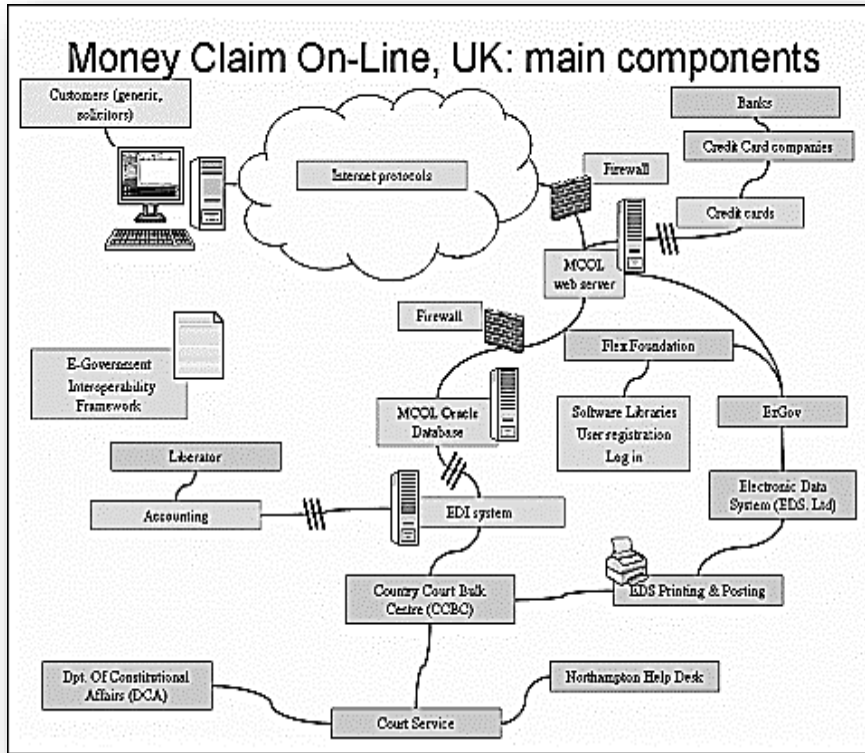 Money Claim On-Line, UK: main components
Customers (generic,
solicitors)
Banks
Credit Card companies
Internet protocols
Firewall
Credit cards
MCOL
web server
Firewall
Flex Foundation
E-Government
Interoperability
Framework
MCOL Oracle
Database
Software Libraries
User registration
Log in
ExGov
Liberator
Electronic Data
System (EDS, Ltd)
Accounting
EDI system
Country Court Bulk
Centre (CCBC)
EDS Printing & Posting
Dpt. Of Constitutional
Affairs (DCA)
Northampton Help Desk
Court Service